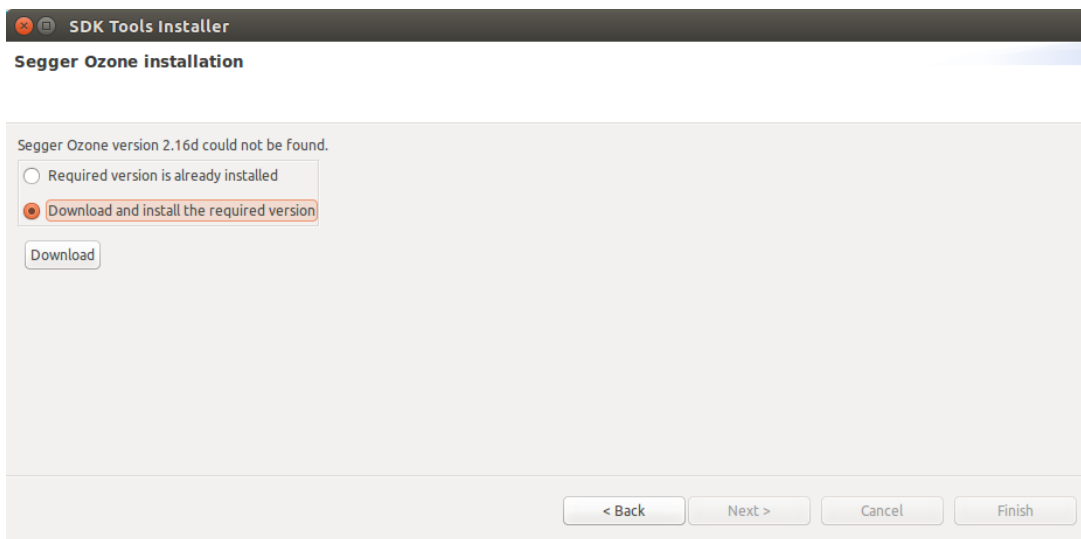 SDK Tools Installer
Segger Ozone installation
Segger Ozone version 2.16d could not be found.
Required version is already installed
Download and install the required version
Download
< Back
Next >
Cancel
Finish